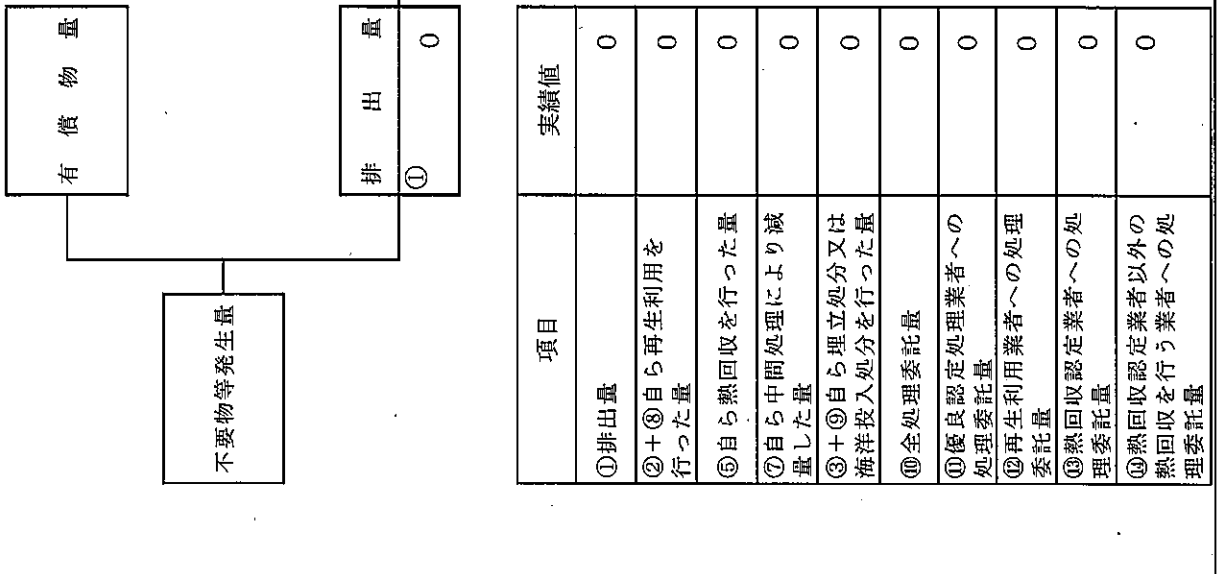 不要物等発生量
有償物量
排出量
①
0
項目
実績値
①排出量
0
②+⑧自ら再生利用を
行った量
0
⑤自ら熱回収を行った量
0
⑦自ら中間処理により減
量した量
0
③+⑨自ら埋立処分又は
海洋投入処分を行った量
0
⑩全処理委託量
0
⑪優良認定処理業者への
処理委託量
0
⑫再生利用業者への処理
委託量
0
⑬熱回収認定業者への処
理委託量
0
⑭熱回収認定業者以外の
熱回収を行う業者への処
理委託量
0